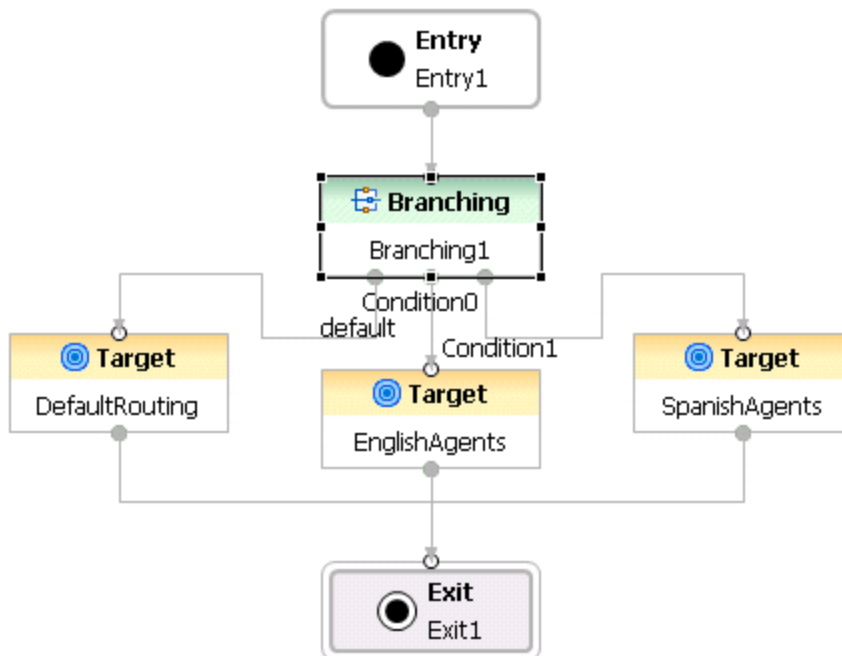 Entry
Entry1
Branching
Branching1
Condition0
default
Condition1
Target
DefaultRouting
Target
EnglishAgents
Target
SpanishAgents
Exit
Exit1